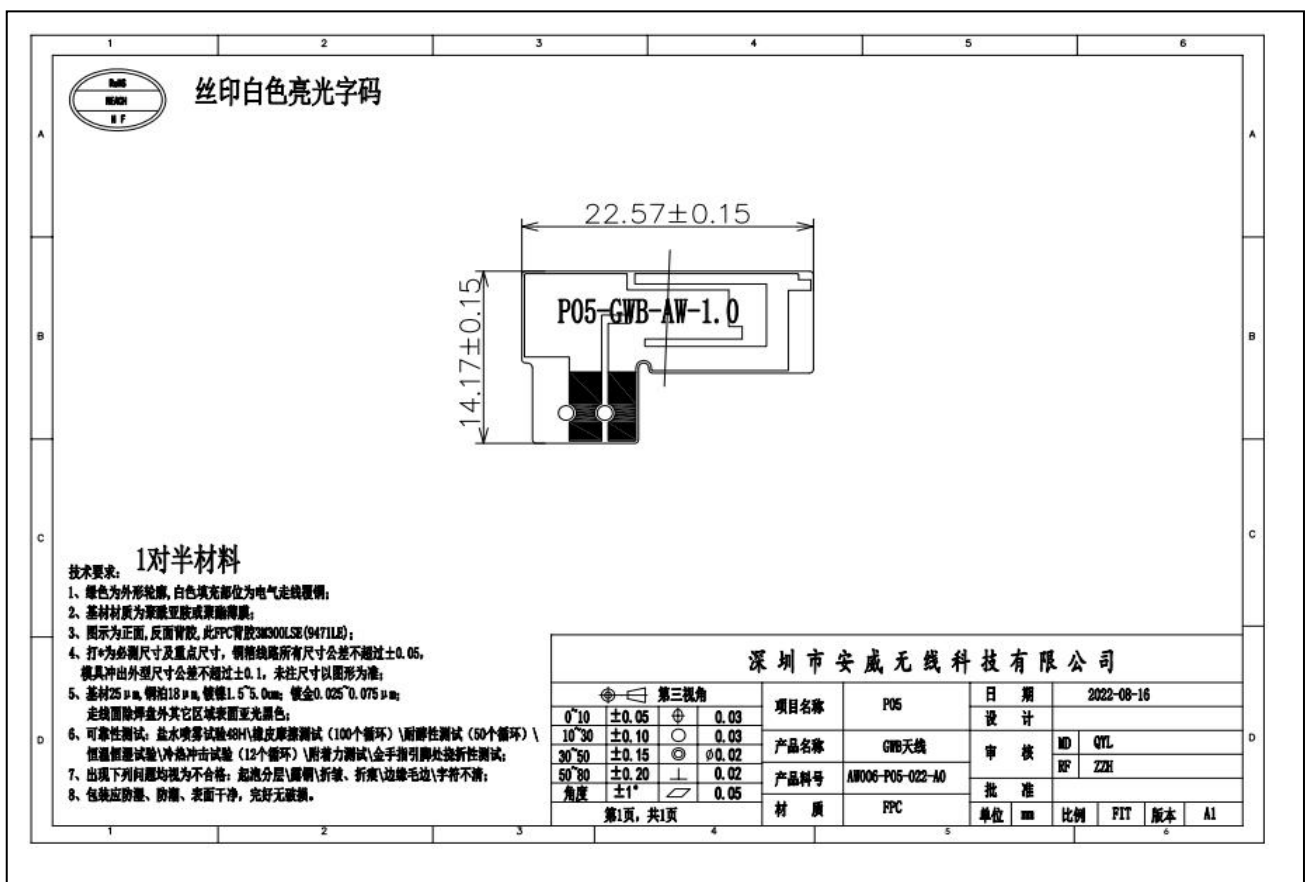 1 2 3 4 5 6
RoHS
REACH
H F
丝印白色亮光字码
A A
22.57±0.15
14.17±0.15
P05-GWB-AW-1.0
B B
C C
1对半材料
技术要求:
1、绿色为外形轮廓,白色填充部位为电气走线覆铜;
2、基材材质为聚酰亚胺或聚酯薄膜;
3、图示为正面,反面背胶,此FPC背胶3M300LSE(9471LE);
4、打*为必测尺寸及重点尺寸, 铜箔线路所有尺寸公差不超过±0.05,
模具冲出外型尺寸公差不超过±0.1, 未注尺寸以图形为准;
5、基材25μm,铜泊18μm,镀镍1.5~5.0um; 镀金0.025~0.075μm;
走线面除焊盘外其它区域表面亚光黑色;
6、可靠性测试: 盐水喷雾试验48H\橡皮摩擦测试(100个循环)\耐醇性测试(50个循环)\
恒温恒湿试验\冷热冲击试验(12个循环)\附着力测试\金手指引脚处挠折性测试;
7、出现下列问题均视为不合格: 起泡分层\露铜\折皱、折痕\边缘毛边\字符不清;
8、包装应防湿、防潮、表面干净, 完好无破损。
D D
深圳市安威无线科技有限公司
第三视角
0~10 ±0.05 0.03
10~30 ±0.10 0.03
30~50 ±0.15 ⌀0.02
50~80 ±0.20 0.02
角度 ±1° 0.05
第1页, 共1页
项目名称 P05
产品名称 GWB天线
产品料号 AW006-P05-022-A0
材 质 FPC
日 期 2022-08-16
设 计
审 核 MD QYL
RF ZZH
批 准
单位 mm 比例 FIT 版本 A1
1 2 3 4 5 6